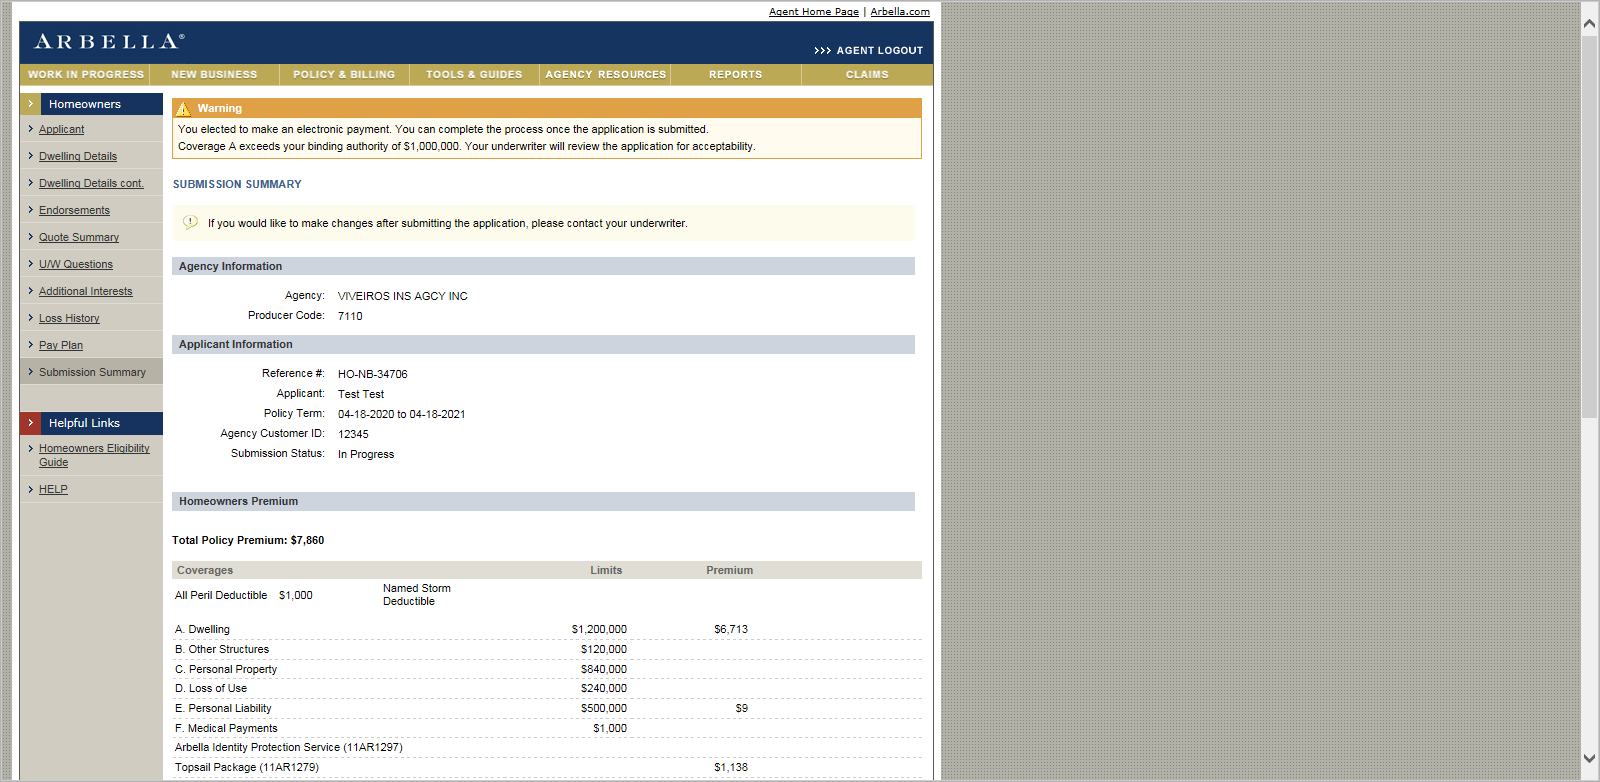 Agent Home Page | Arbella.com
ARBELLA®
>>> AGENT LOGOUT
WORK IN PROGRESS NEW BUSINESS POLICY & BILLING TOOLS & GUIDES AGENCY RESOURCES REPORTS CLAIMS
Homeowners
Applicant
Dwelling Details
Dwelling Details cont.
Endorsements
Quote Summary
U/W Questions
Additional Interests
Loss History
Pay Plan
Submission Summary
Helpful Links
Homeowners Eligibility
Guide
HELP
Warning
You elected to make an electronic payment. You can complete the process once the application is submitted.
Coverage A exceeds your binding authority of $1,000,000. Your underwriter will review the application for acceptability.
SUBMISSION SUMMARY
If you would like to make changes after submitting the application, please contact your underwriter.
Agency Information
Agency: VIVEIROS INS AGCY INC
Producer Code: 7110
Applicant Information
Reference #: HO-NB-34706
Applicant: Test Test
Policy Term: 04-18-2020 to 04-18-2021
Agency Customer ID: 12345
Submission Status: In Progress
Homeowners Premium
Total Policy Premium: $7,860
Coverages Limits Premium
All Peril Deductible $1,000 Named Storm
Deductible
A. Dwelling $1,200,000 $6,713
B. Other Structures $120,000
C. Personal Property $840,000
D. Loss of Use $240,000
E. Personal Liability $500,000 $9
F. Medical Payments $1,000
Arbella Identity Protection Service (11AR1297)
Topsail Package (11AR1279) $1,138